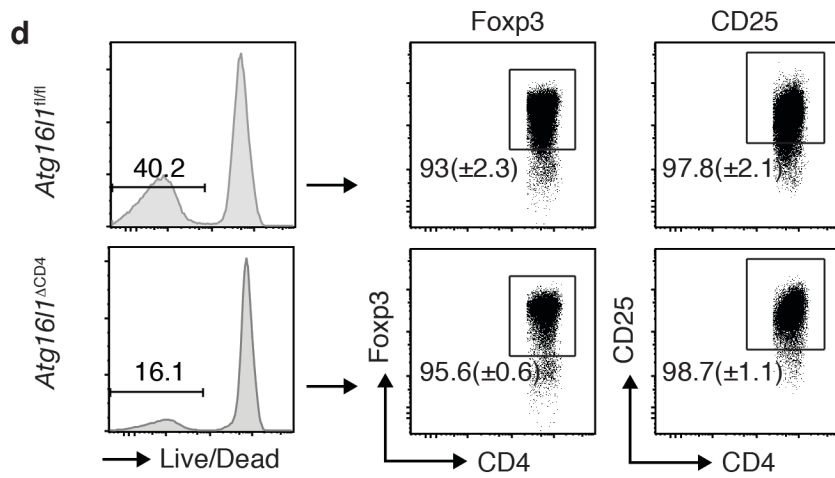 d
Foxp3
CD25
Atg16l1fl/fl
40.2
93(±2.3)
97.8(±2.1)
Atg16l1ΔCD4
16.1
Foxp3
95.6(±0.6)
CD25
98.7(±1.1)
Live/Dead
CD4
CD4